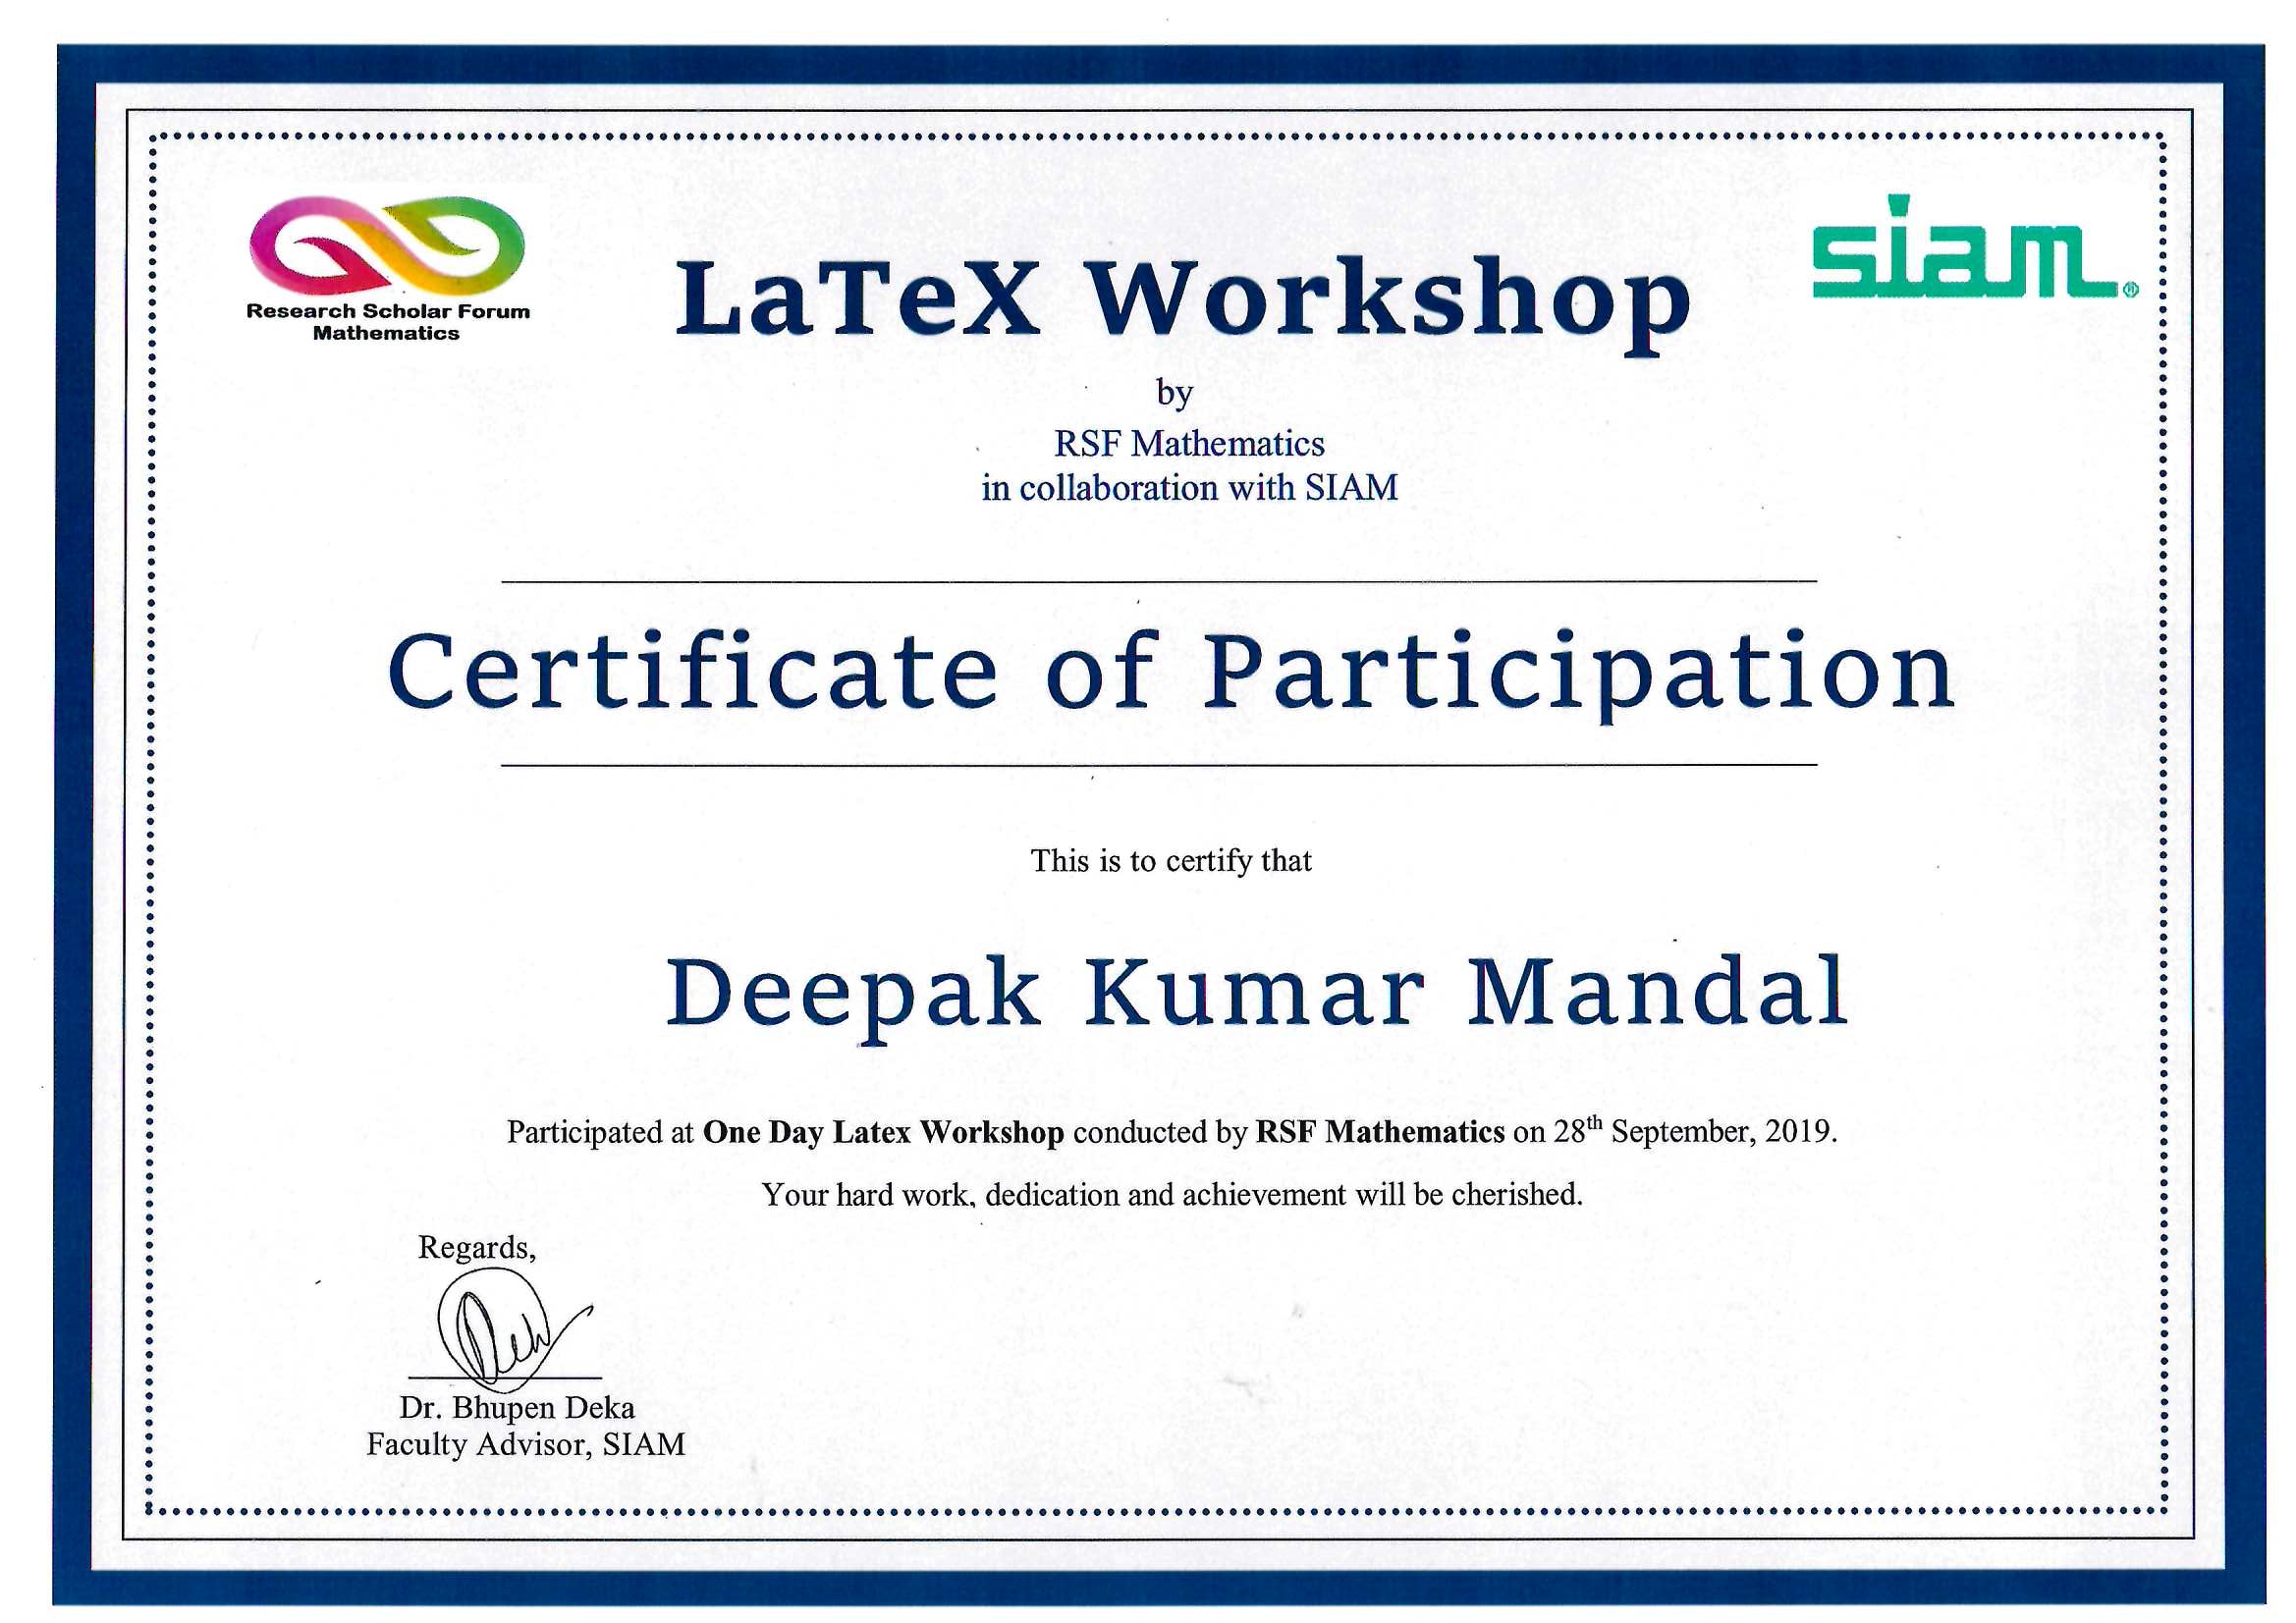 Research Scholar Forum
Mathematics
siam®
LaTeX Workshop
by
RSF Mathematics
in collaboration with SIAM
Certificate of Participation
This is to certify that
Deepak Kumar Mandal
Participated at One Day Latex Workshop conducted by RSF Mathematics on 28th September, 2019.
Your hard work, dedication and achievement will be cherished.
Regards,
Dr. Bhupen Deka
Faculty Advisor, SIAM